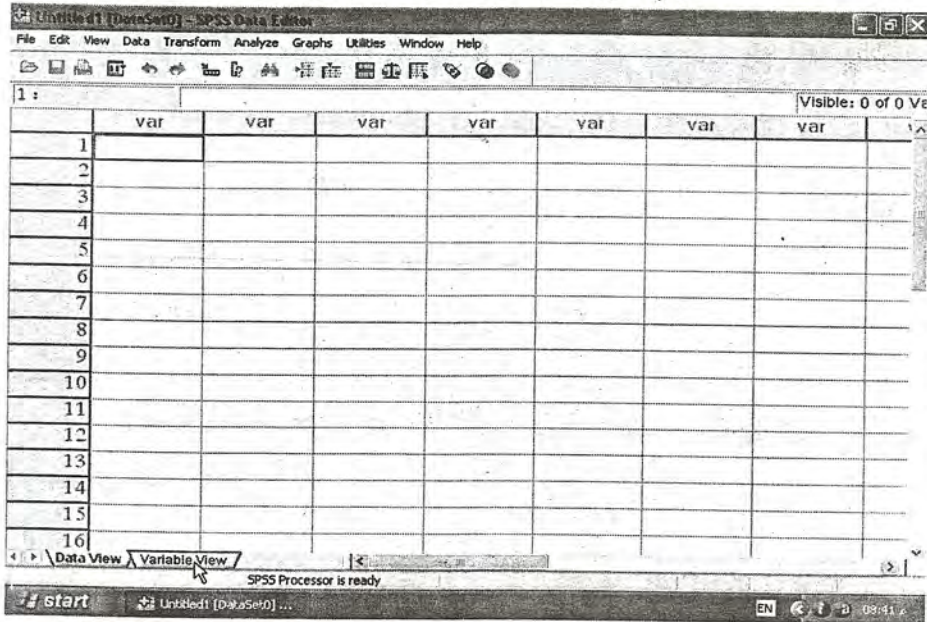 Untitled1 [DataSet0] - SPSS Data Editor
File Edit View Data Transform Analyze Graphs Utilities Window Help
1 :
Visible: 0 of 0 Va
var var var var var var var
1
2
3
4
5
6
7
8
9
10
11
12
13
14
15
16
Data View Variable View
SPSS Processor is ready
start Untitled1 [DataSet0] ... EN 08:41 م